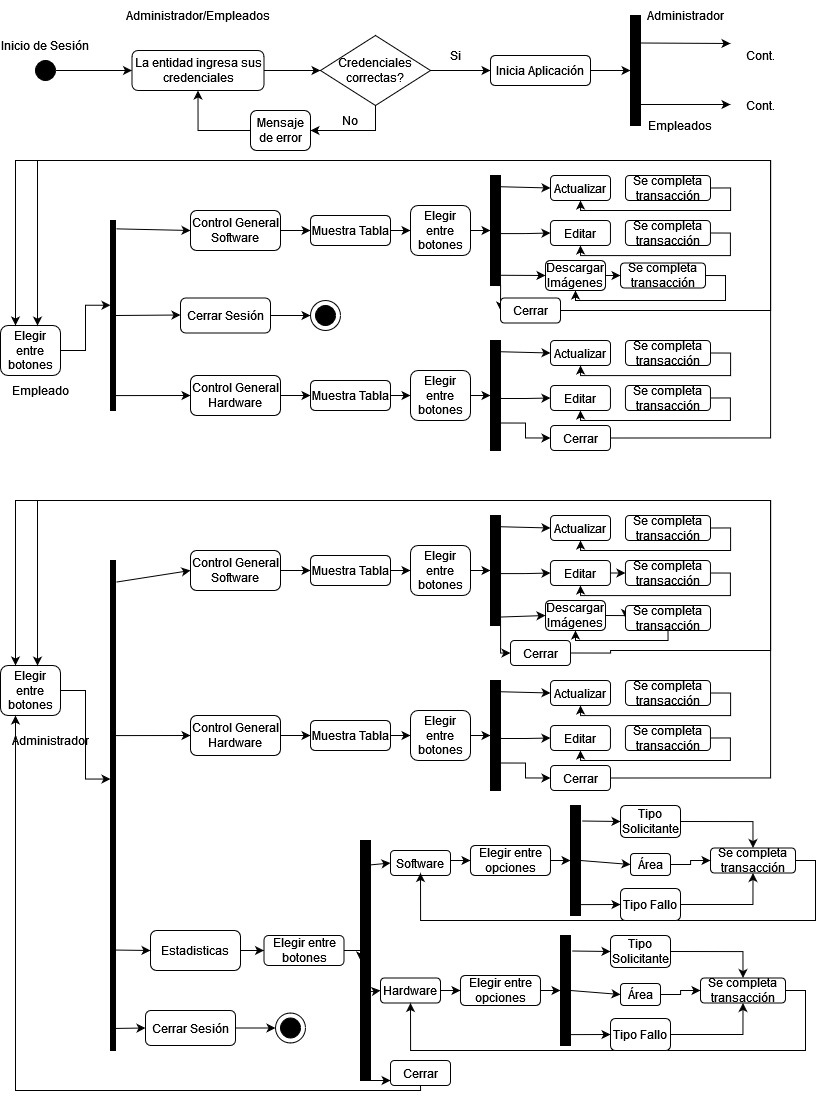 Administrador/Empleados
Administrador
Inicio de Sesión
La entidad ingresa sus
credenciales
Credenciales
correctas?
Si
Inicia Aplicación
Cont.
Mensaje
de error
No
Cont.
Empleados
Control General
Software
Muestra Tabla
Elegir
entre
botones
Actualizar
Se completa
transacción
Editar
Se completa
transacción
Descargar
Imágenes
Se completa
transacción
Cerrar
Cerrar Sesión
Elegir
entre
botones
Empleado
Control General
Hardware
Muestra Tabla
Elegir
entre
botones
Actualizar
Se completa
transacción
Editar
Se completa
transacción
Cerrar
Control General
Software
Muestra Tabla
Elegir
entre
botones
Actualizar
Se completa
transacción
Editar
Se completa
transacción
Descargar
Imágenes
Se completa
transacción
Cerrar
Elegir
entre
botones
Administrador
Control General
Hardware
Muestra Tabla
Elegir
entre
botones
Actualizar
Se completa
transacción
Editar
Se completa
transacción
Cerrar
Software
Elegir entre
opciones
Tipo
Solicitante
Área
Se completa
transacción
Tipo Fallo
Estadisticas
Elegir entre
botones
Hardware
Elegir entre
opciones
Tipo
Solicitante
Área
Se completa
transacción
Tipo Fallo
Cerrar Sesión
Cerrar